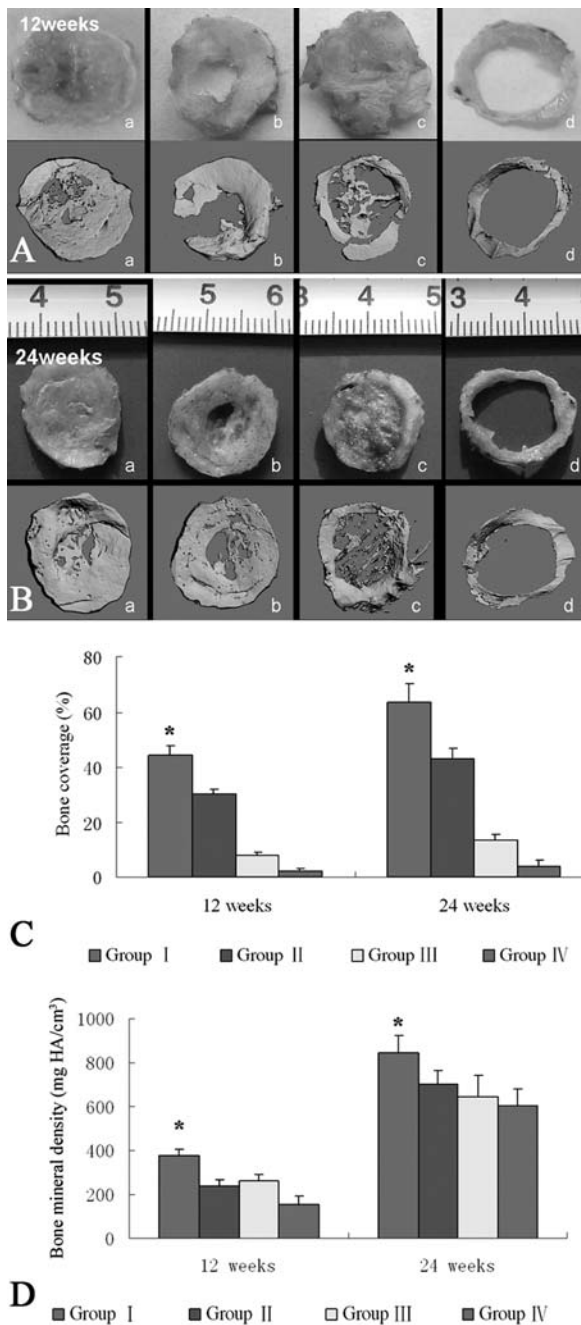 12weeks
a b c d
A
a b c d
4 5 5 6 3 4 5 3 4
24weeks
a b c d
B
a b c d
Bone coverage (%)
80
60
40
20
0
* *
12 weeks 24 weeks
C
Group I Group II Group III Group IV
Bone mineral density (mg HA/cm³)
1000
800
600
400
200
0
* *
12 weeks 24 weeks
D
Group I Group II Group III Group IV